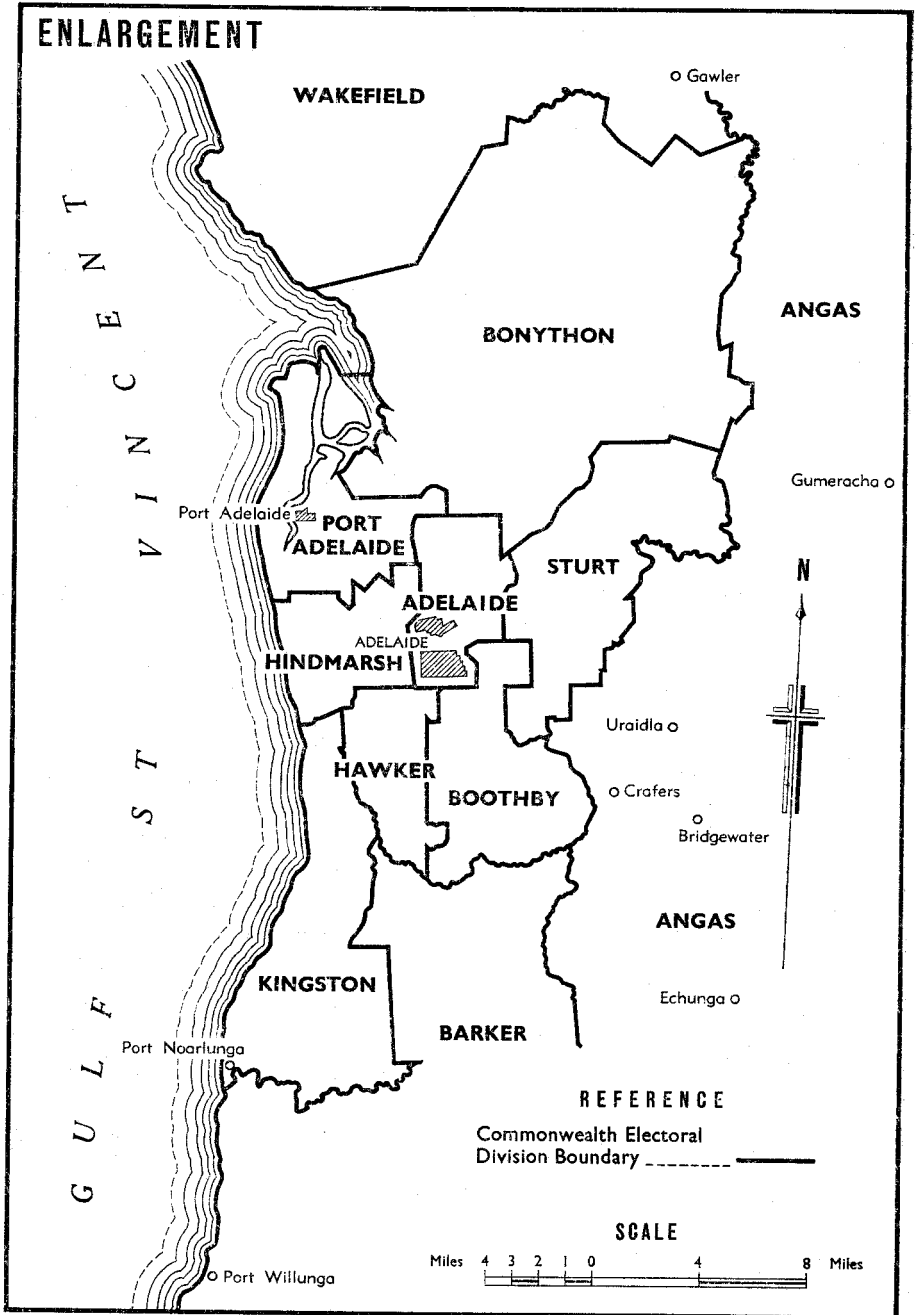 ENLARGEMENT
WAKEFIELD
Gawler
BONYTHON
ANGAS
Gumeracha
Port Adelaide
PORT
ADELAIDE
STURT
N
ADELAIDE
ADELAIDE
HINDMARSH
Uraidla
HAWKER
BOOTHBY
Crafers
Bridgewater
ANGAS
KINGSTON
Echunga
BARKER
Port Noarlunga
GULF ST VINCENT
REFERENCE
Commonwealth Electoral
Division Boundary
SCALE
Miles 4 3 2 1 0 4 8 Miles
Port Willunga